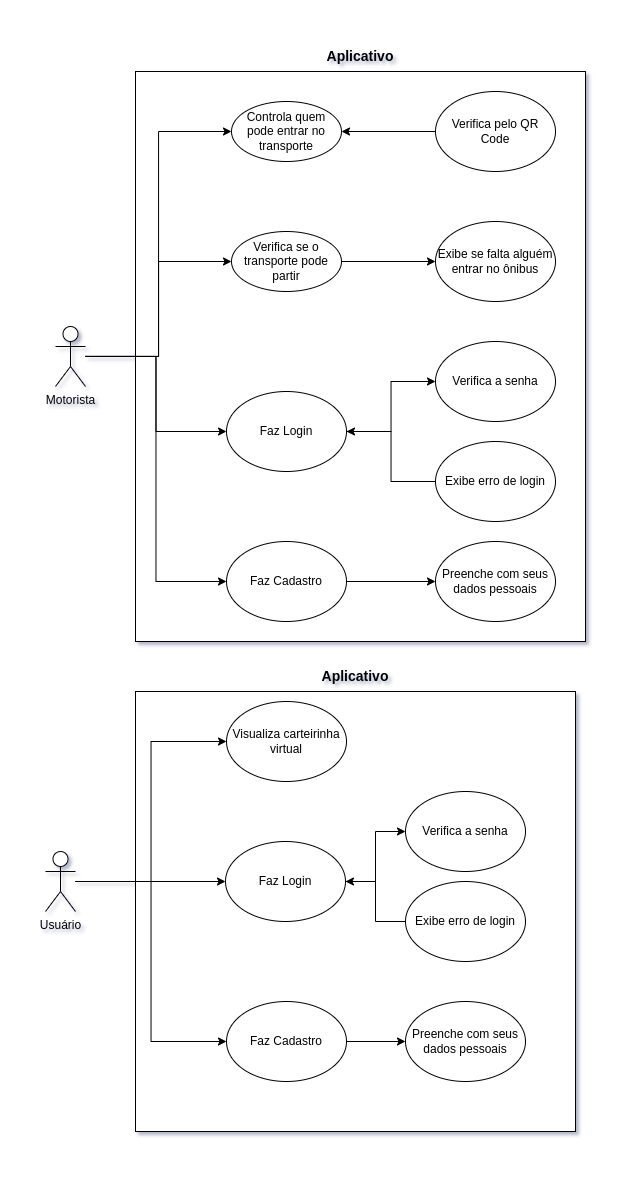 Aplicativo
Controla quem
pode entrar no
transporte
Verifica pelo QR
Code
Verifica se o
transporte pode
partir
Exibe se falta alguém
entrar no ônibus
Motorista
Verifica a senha
Faz Login
Exibe erro de login
Faz Cadastro
Preenche com seus
dados pessoais
Aplicativo
Visualiza carteirinha
virtual
Verifica a senha
Faz Login
Exibe erro de login
Usuário
Faz Cadastro
Preenche com seus
dados pessoais